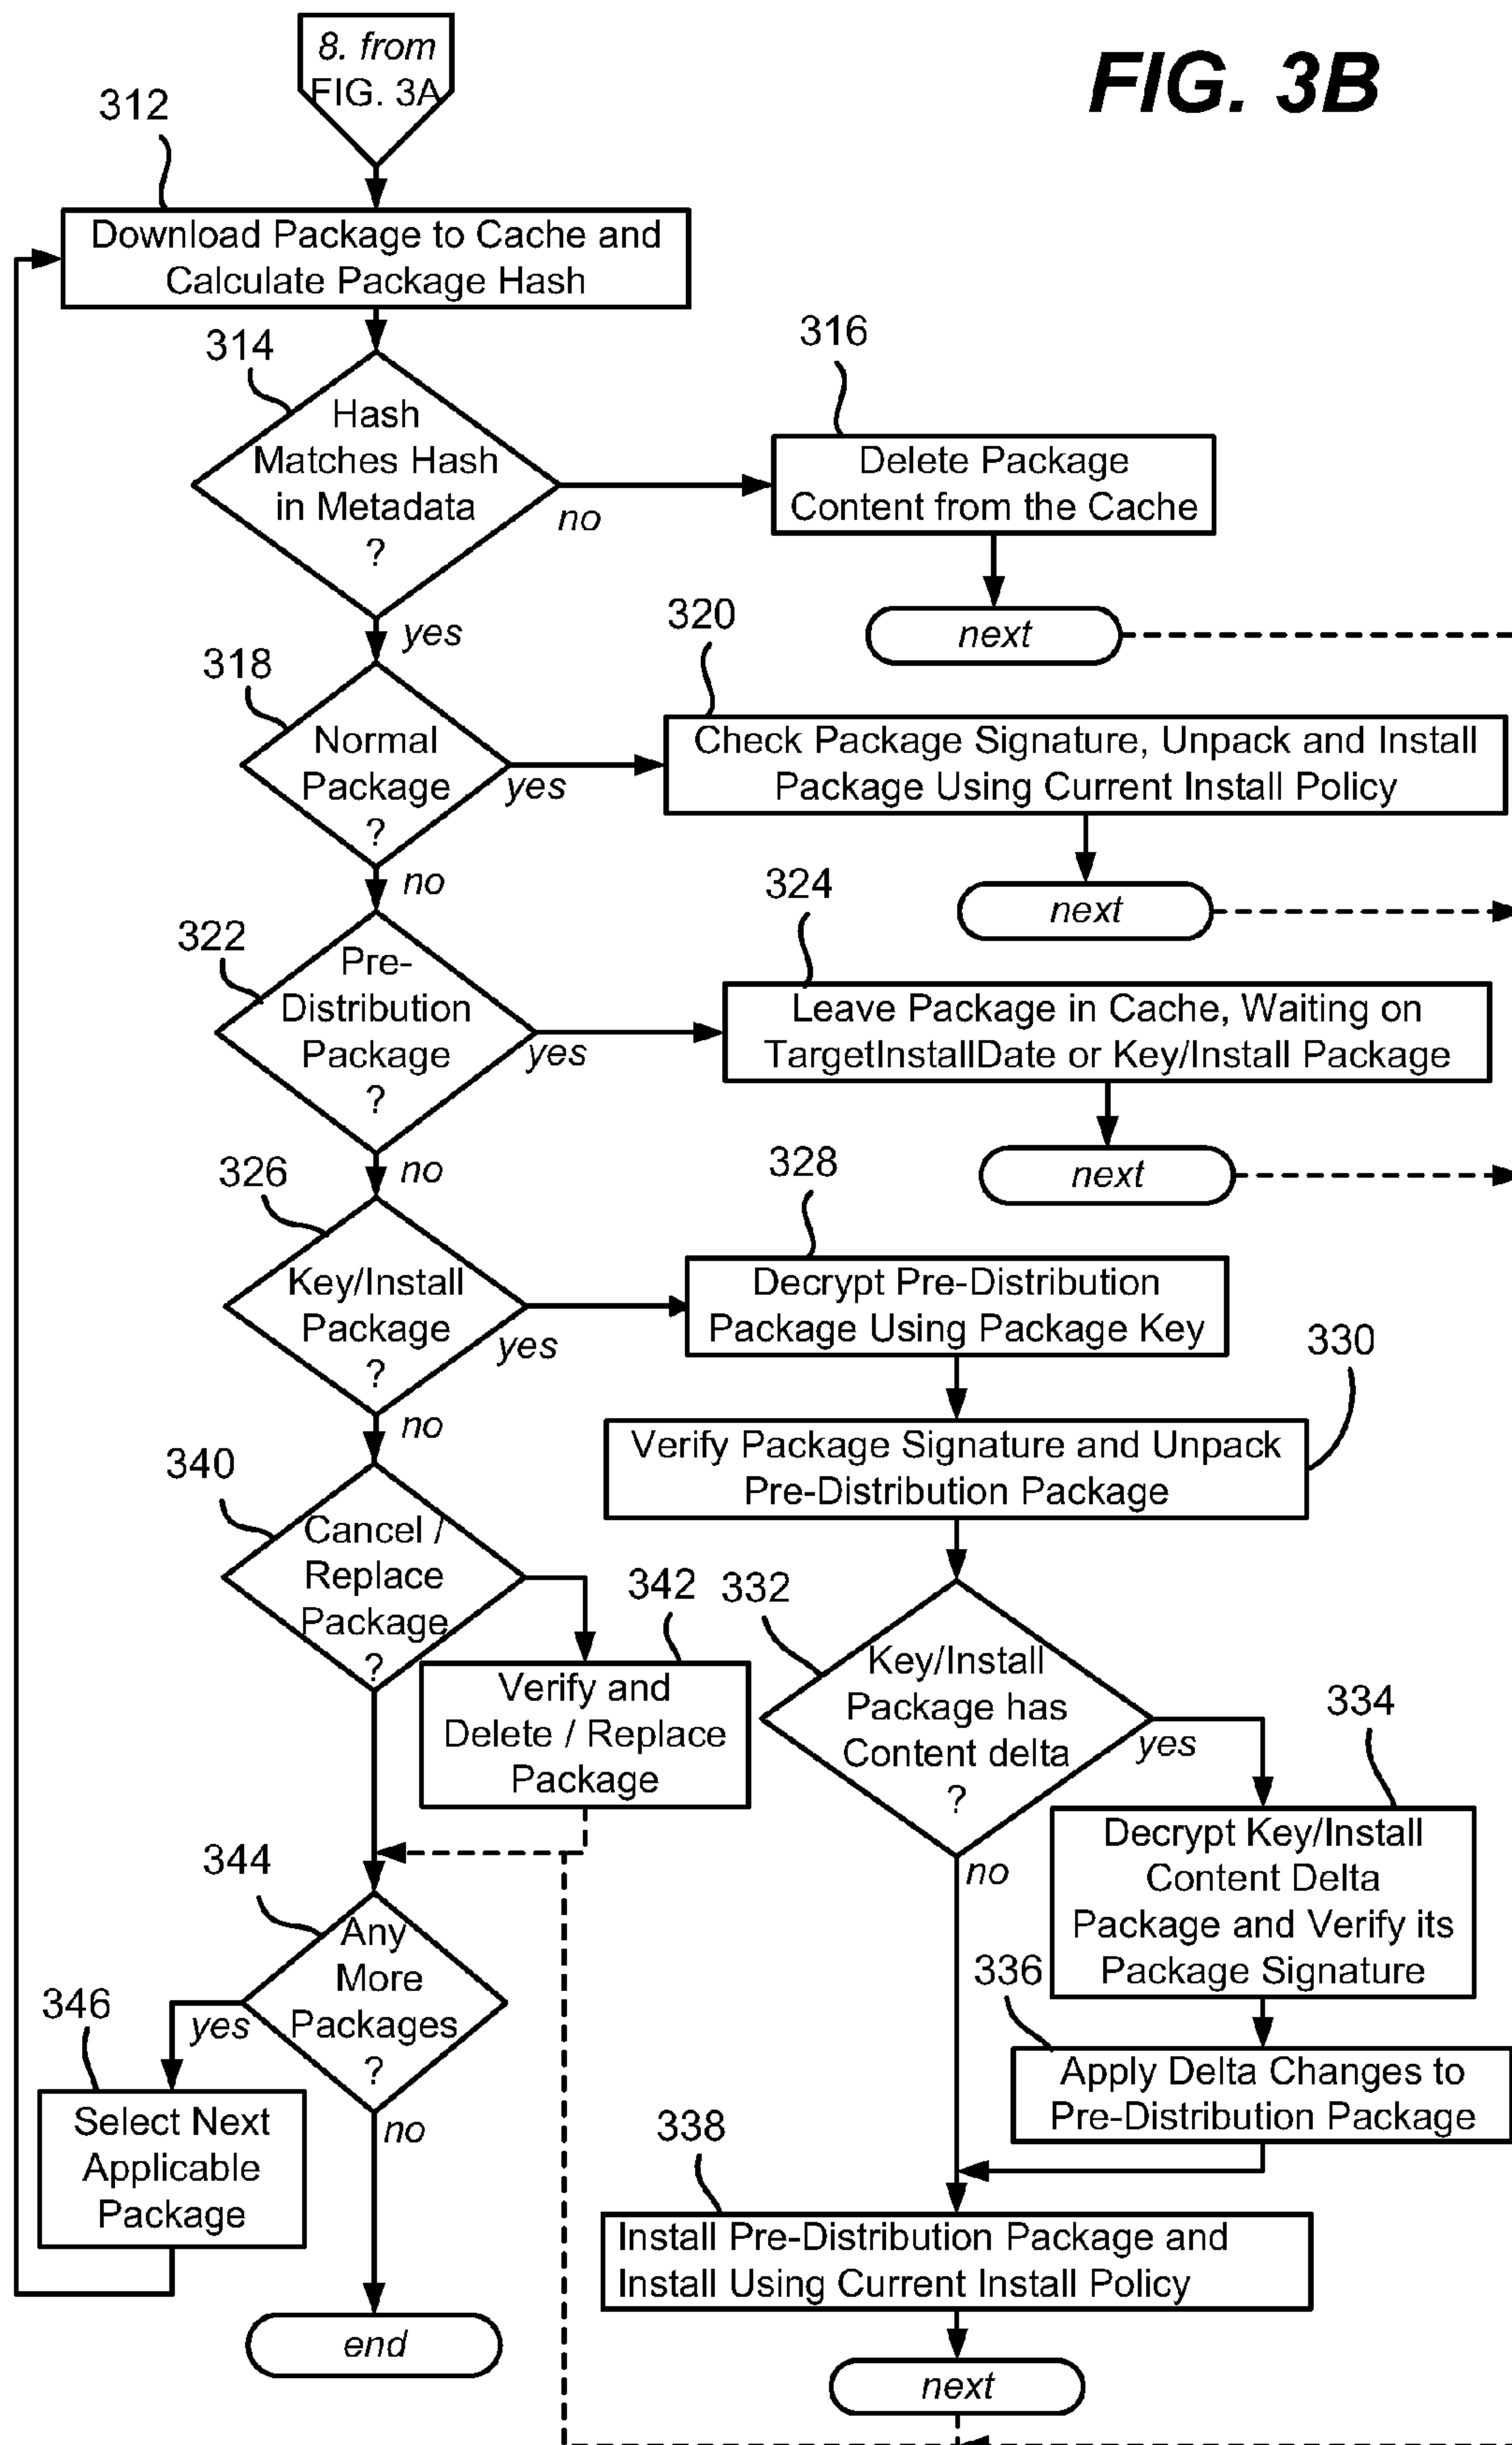 8. from
FIG. 3A
FIG. 3B
312
Download Package to Cache and
Calculate Package Hash
314
Hash
Matches Hash
in Metadata
?
no
316
Delete Package
Content from the Cache
next
yes
318
Normal
Package
?
yes
320
Check Package Signature, Unpack and Install
Package Using Current Install Policy
next
no
322
Pre-
Distribution
Package
?
yes
324
Leave Package in Cache, Waiting on
TargetInstallDate or Key/Install Package
next
no
326
Key/Install
Package
?
yes
328
Decrypt Pre-Distribution
Package Using Package Key
330
Verify Package Signature and Unpack
Pre-Distribution Package
no
340
Cancel /
Replace
Package
?
342
Verify and
Delete / Replace
Package
332
Key/Install
Package has
Content delta
?
yes
no
334
Decrypt Key/Install
Content Delta
Package and Verify its
Package Signature
336
Apply Delta Changes to
Pre-Distribution Package
344
Any
More
Packages
?
yes
no
346
Select Next
Applicable
Package
end
338
Install Pre-Distribution Package and
Install Using Current Install Policy
next